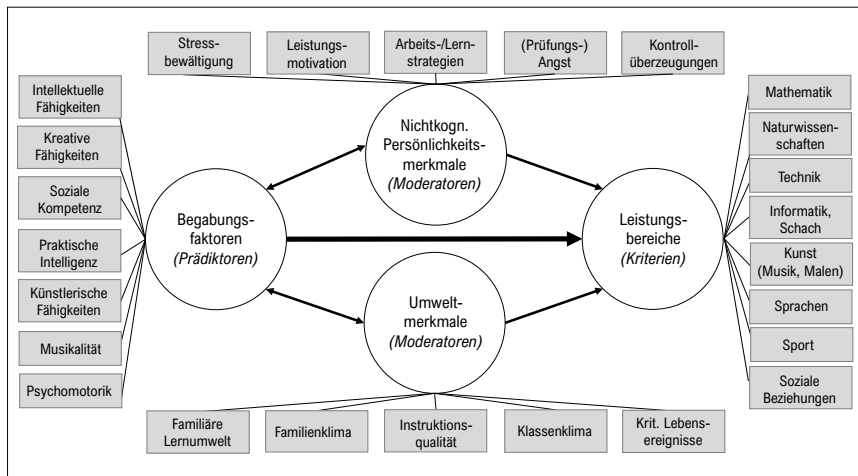 Stress-
bewältigung
Leistungs-
motivation
Arbeits-/Lern-
strategien
(Prüfungs-)
Angst
Kontroll-
überzeugungen
Intellektuelle
Fähigkeiten
Kreative
Fähigkeiten
Soziale
Kompetenz
Praktische
Intelligenz
Künstlerische
Fähigkeiten
Musikalität
Psychomotorik
Nichtkogn.
Persönlichkeits-
merkmale
(Moderatoren)
Begabungs-
faktoren
(Prädiktoren)
Leistungs-
bereiche
(Kriterien)
Umwelt-
merkmale
(Moderatoren)
Mathematik
Naturwissen-
schaften
Technik
Informatik,
Schach
Kunst
(Musik, Malen)
Sprachen
Sport
Soziale
Beziehungen
Familiäre
Lernumwelt
Familienklima
Instruktions-
qualität
Klassenklima
Krit. Lebens-
ereignisse